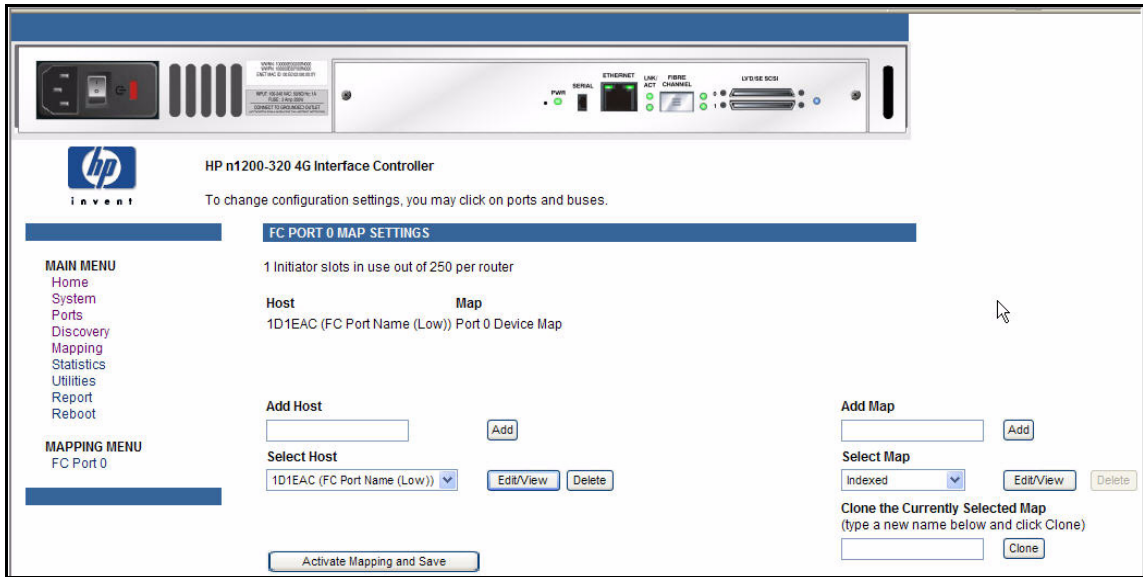 PWR
SERIAL
ETHERNET
LNK/
ACT
FIBRE
CHANNEL
LVD/SE SCSI
0
1
hp
invent
HP n1200-320 4G Interface Controller
To change configuration settings, you may click on ports and buses.
FC PORT 0 MAP SETTINGS
MAIN MENU
Home
System
Ports
Discovery
Mapping
Statistics
Utilities
Report
Reboot
MAPPING MENU
FC Port 0
1 Initiator slots in use out of 250 per router
Host Map
1D1EAC (FC Port Name (Low)) Port 0 Device Map
Add Host
Add
Select Host
1D1EAC (FC Port Name (Low)) Edit/View Delete
Activate Mapping and Save
Add Map
Add
Select Map
Indexed Edit/View Delete
Clone the Currently Selected Map
(type a new name below and click Clone)
Clone